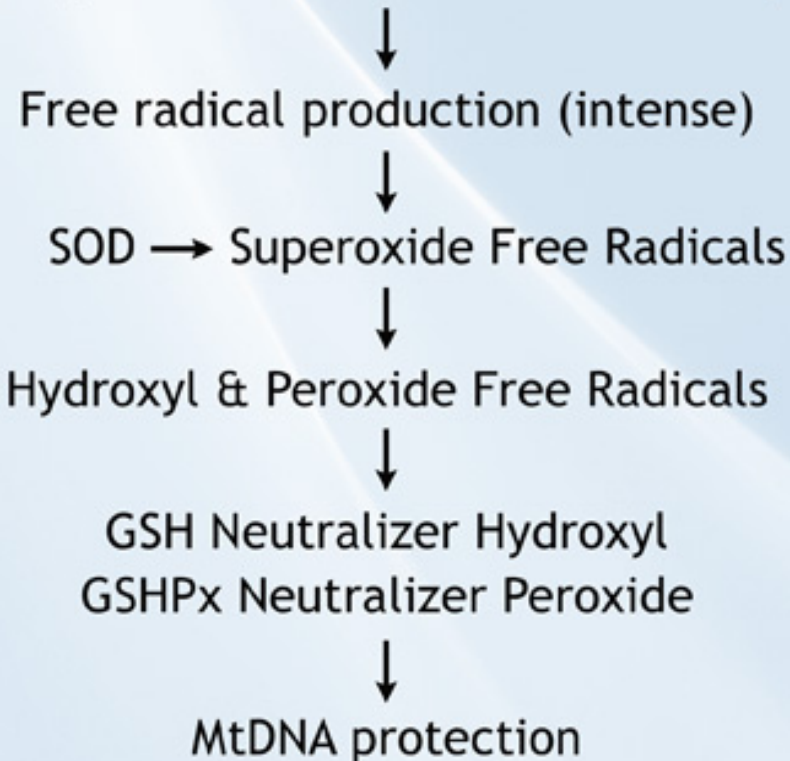 Free radical production (intense)
SOD → Superoxide Free Radicals
Hydroxyl & Peroxide Free Radicals
GSH Neutralizer Hydroxyl
GSHPx Neutralizer Peroxide
MtDNA protection